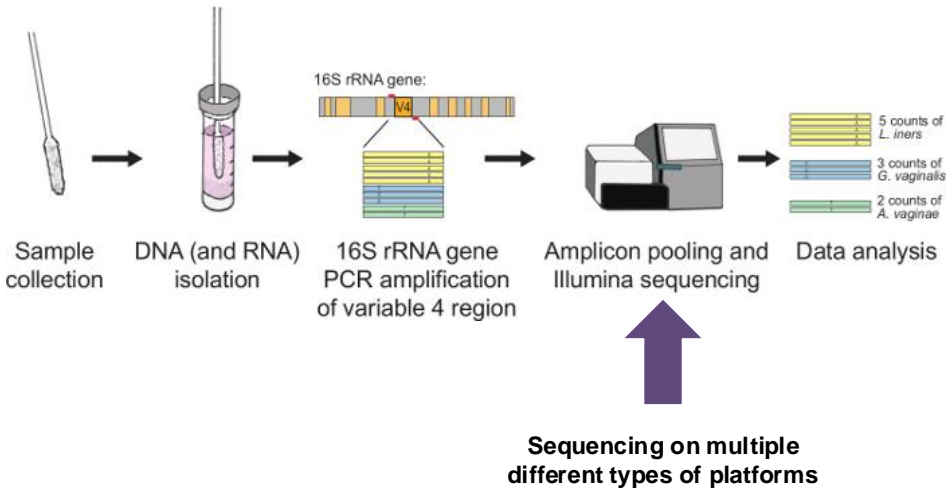 16S rRNA gene:
V4
5 counts of
L. iners
3 counts of
G. vaginalis
2 counts of
A. vaginae
Sample
collection
DNA (and RNA)
isolation
16S rRNA gene
PCR amplification
of variable 4 region
Amplicon pooling and
Illumina sequencing
Data analysis
Sequencing on multiple
different types of platforms